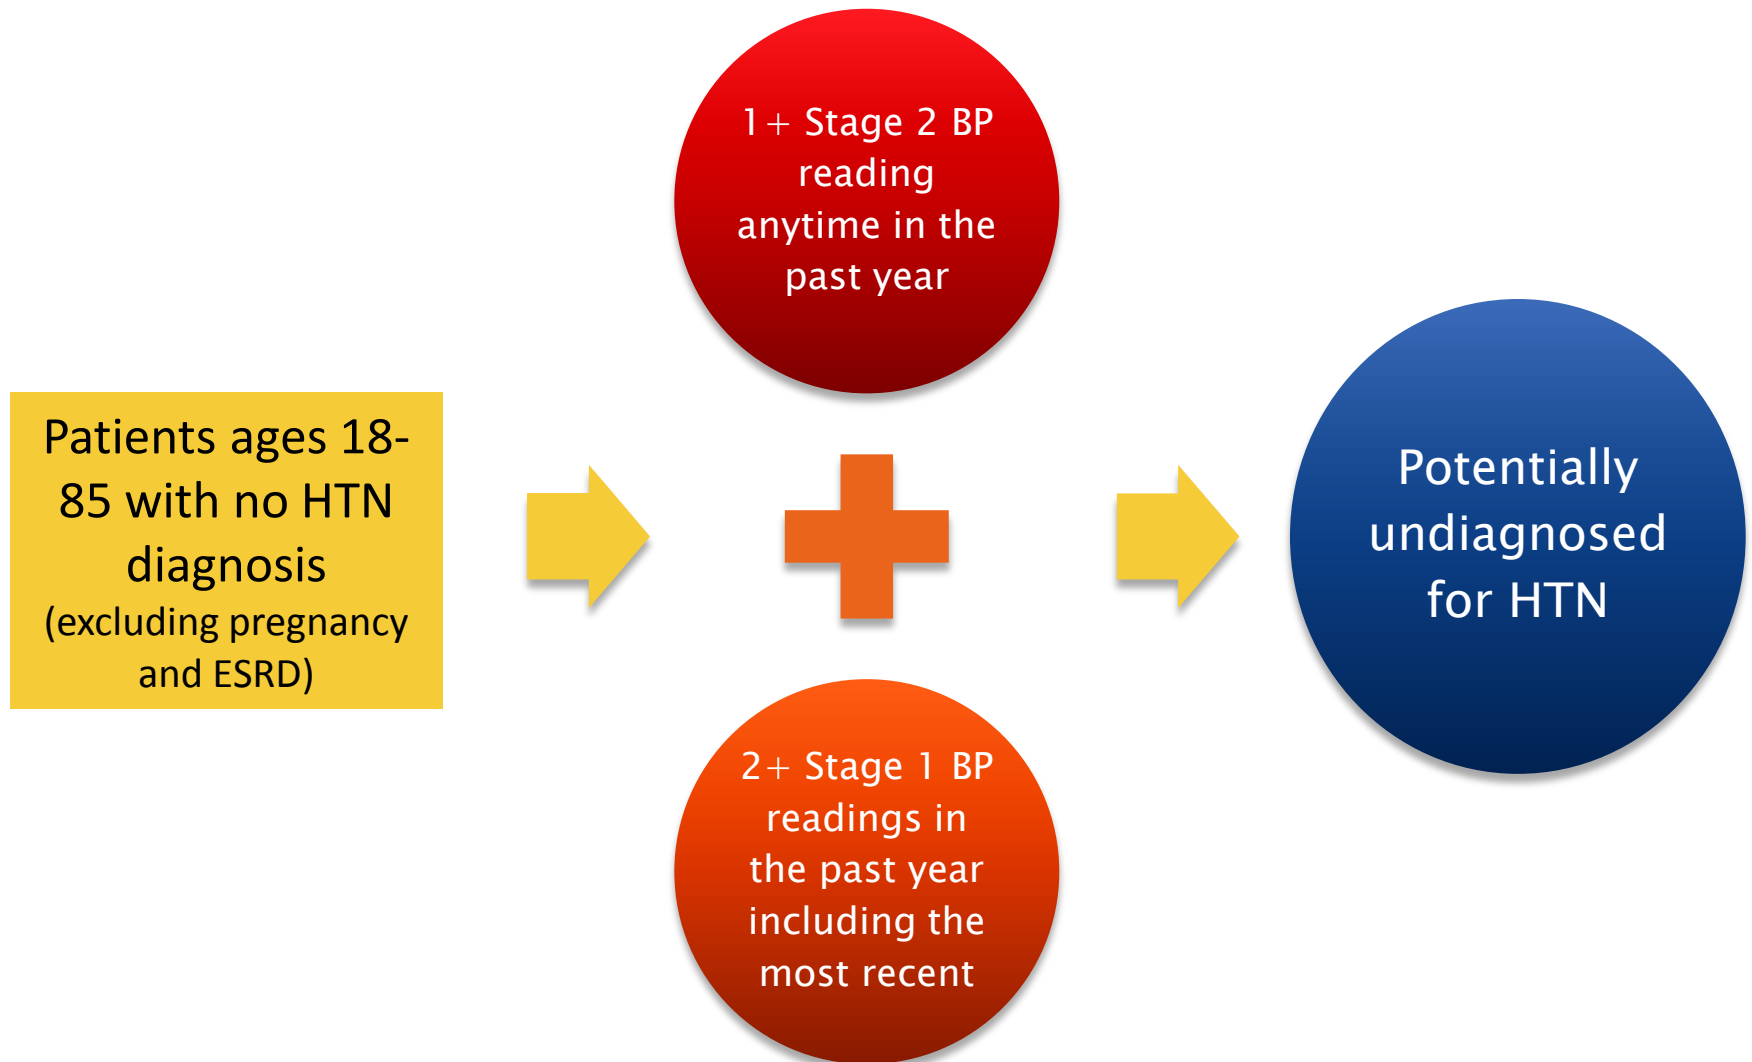 Patients ages 18-
85 with no HTN
diagnosis
(excluding pregnancy
and ESRD)
1+ Stage 2 BP
reading
anytime in the
past year
2+ Stage 1 BP
readings in
the past year
including the
most recent
Potentially
undiagnosed
for HTN